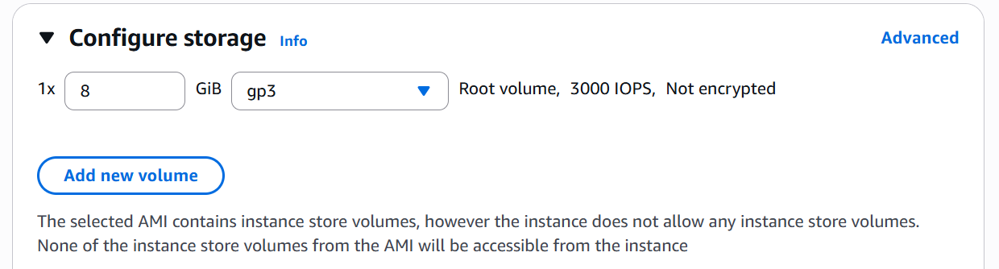 Configure storage Info Advanced
1x 8 GiB gp3 Root volume, 3000 IOPS, Not encrypted
Add new volume
The selected AMI contains instance store volumes, however the instance does not allow any instance store volumes.
None of the instance store volumes from the AMI will be accessible from the instance